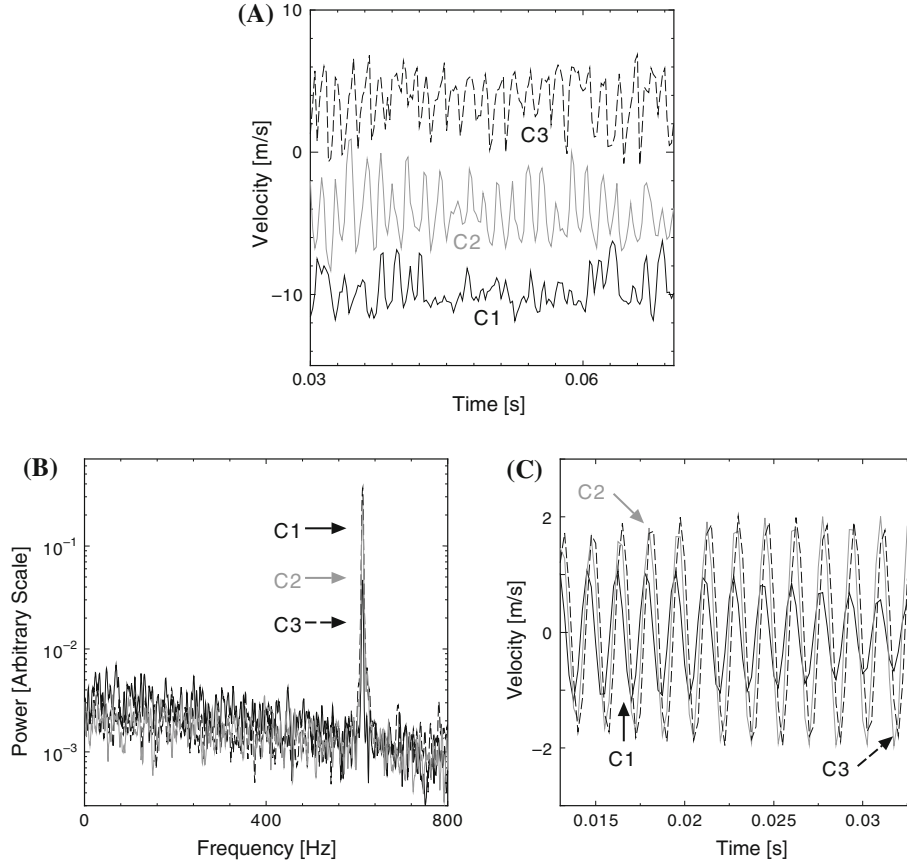 (A)
10
0
−10
Velocity [m/s]
C3
C2
C1
0.03
0.06
Time [s]
(B)
10⁻¹
10⁻²
10⁻³
Power [Arbitrary Scale]
C1
C2
C3
0
400
800
Frequency [Hz]
(C)
C2
2
0
−2
Velocity [m/s]
C1
C3
0.015
0.02
0.025
0.03
Time [s]